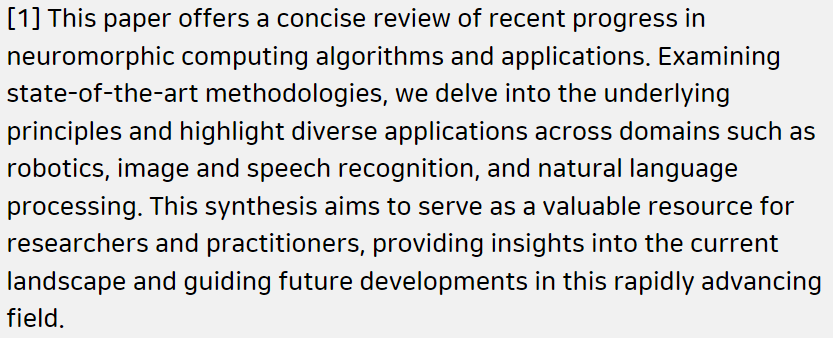 [1] This paper offers a concise review of recent progress in
neuromorphic computing algorithms and applications. Examining
state-of-the-art methodologies, we delve into the underlying
principles and highlight diverse applications across domains such as
robotics, image and speech recognition, and natural language
processing. This synthesis aims to serve as a valuable resource for
researchers and practitioners, providing insights into the current
landscape and guiding future developments in this rapidly advancing
field.